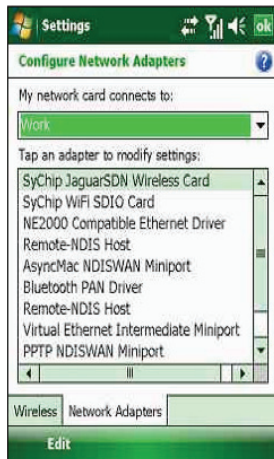 Settings
ok
Configure Network Adapters
?
My network card connects to:
Work
Tap an adapter to modify settings:
SyChip JaguarSDN Wireless Card
SyChip WiFi SDIO Card
NE2000 Compatible Ethernet Driver
Remote-NDIS Host
AsyncMac NDISWAN Miniport
Bluetooth PAN Driver
Remote-NDIS Host
Virtual Ethernet Intermediate Miniport
PPTP NDISWAN Miniport
Wireless Network Adapters
Edit